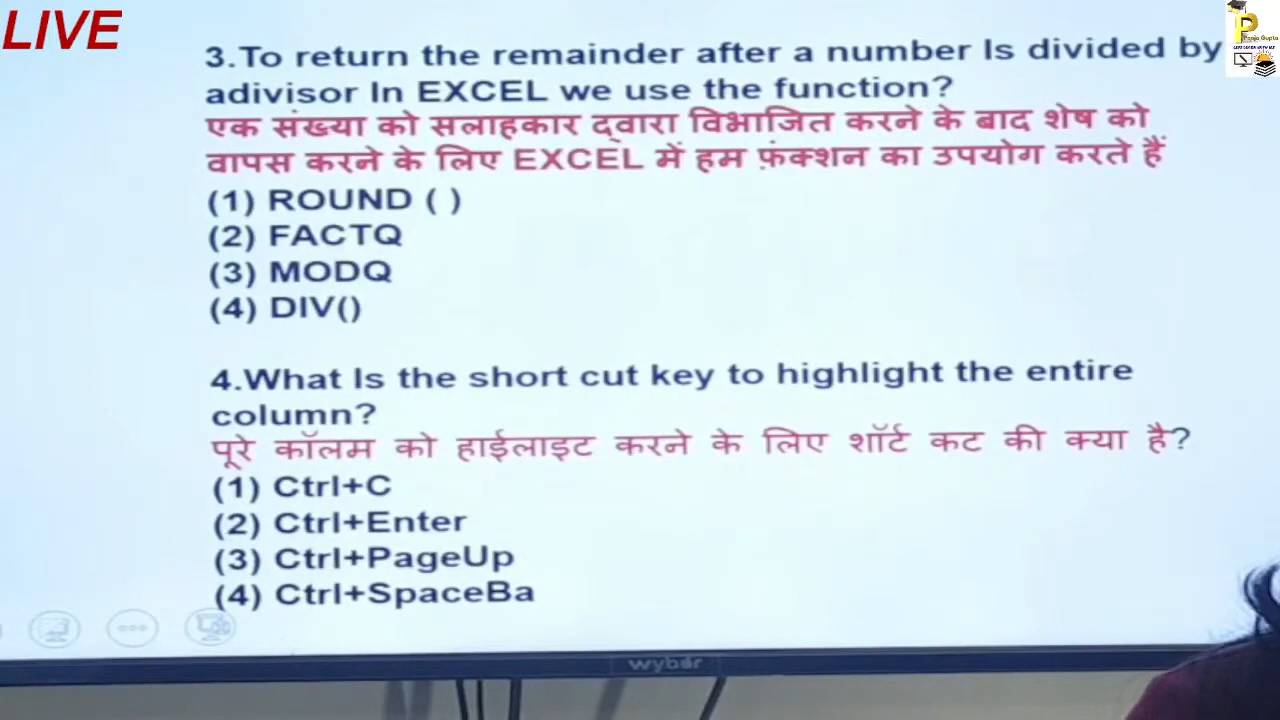 LIVE
3.To return the remainder after a number Is divided by
adivisor In EXCEL we use the function?
एक संख्या को सलाहकार द्वारा विभाजित करने के बाद शेष को
वापस करने के लिए EXCEL में हम फ़ंक्शन का उपयोग करते हैं
(1) ROUND ( )
(2) FACTQ
(3) MODQ
(4) DIV()
4.What Is the short cut key to highlight the entire
column?
पूरे कॉलम को हाईलाइट करने के लिए शॉर्ट कट की क्या है?
(1) Ctrl+C
(2) Ctrl+Enter
(3) Ctrl+PageUp
(4) Ctrl+SpaceBa
wybor